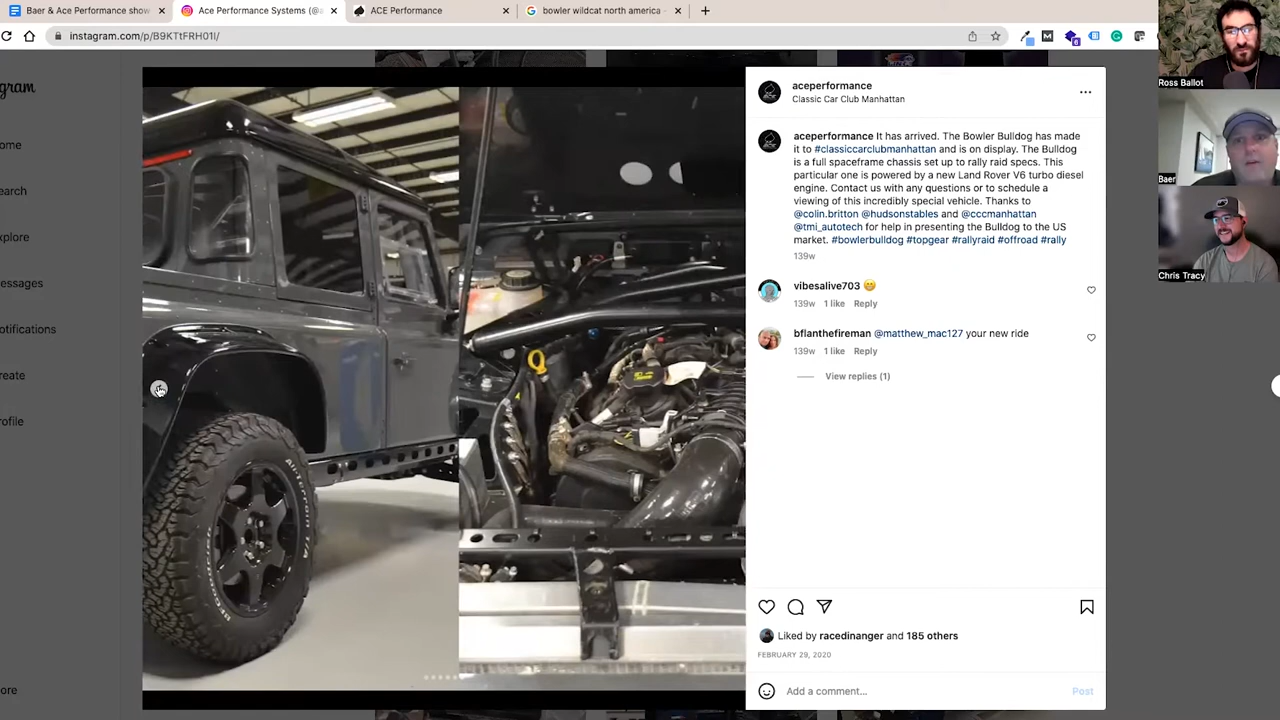 Baer & Ace Performance show
Ace Performance Systems (@a
ACE Performance
bowler wildcat north america
instagram.com/p/B9KTtFRH01I/
gram
ome
earch
xplore
essages
otifications
reate
rofile
ore
aceperformance
Classic Car Club Manhattan
aceperformance It has arrived. The Bowler Bulldog has made
it to #classiccarclubmanhattan and is on display. The Bulldog
is a full spaceframe chassis set up to rally raid specs. This
particular one is powered by a new Land Rover V6 turbo diesel
engine. Contact us with any questions or to schedule a
viewing of this incredibly special vehicle. Thanks to
@colin.britton @hudsonstables and @cccmanhattan
@tmi_autotech for help in presenting the Bulldog to the US
market. #bowlerbulldog #topgear #rallyraid #offroad #rally
139w
vibesalive703
139w 1 like Reply
bflanthefireman @matthew_mac127 your new ride
139w 1 like Reply
View replies (1)
Liked by racedinanger and 185 others
FEBRUARY 29, 2020
Add a comment... Post
Ross Ballot
Baer
Chris Tracy
All-Terrain T/A
BFGoodrich